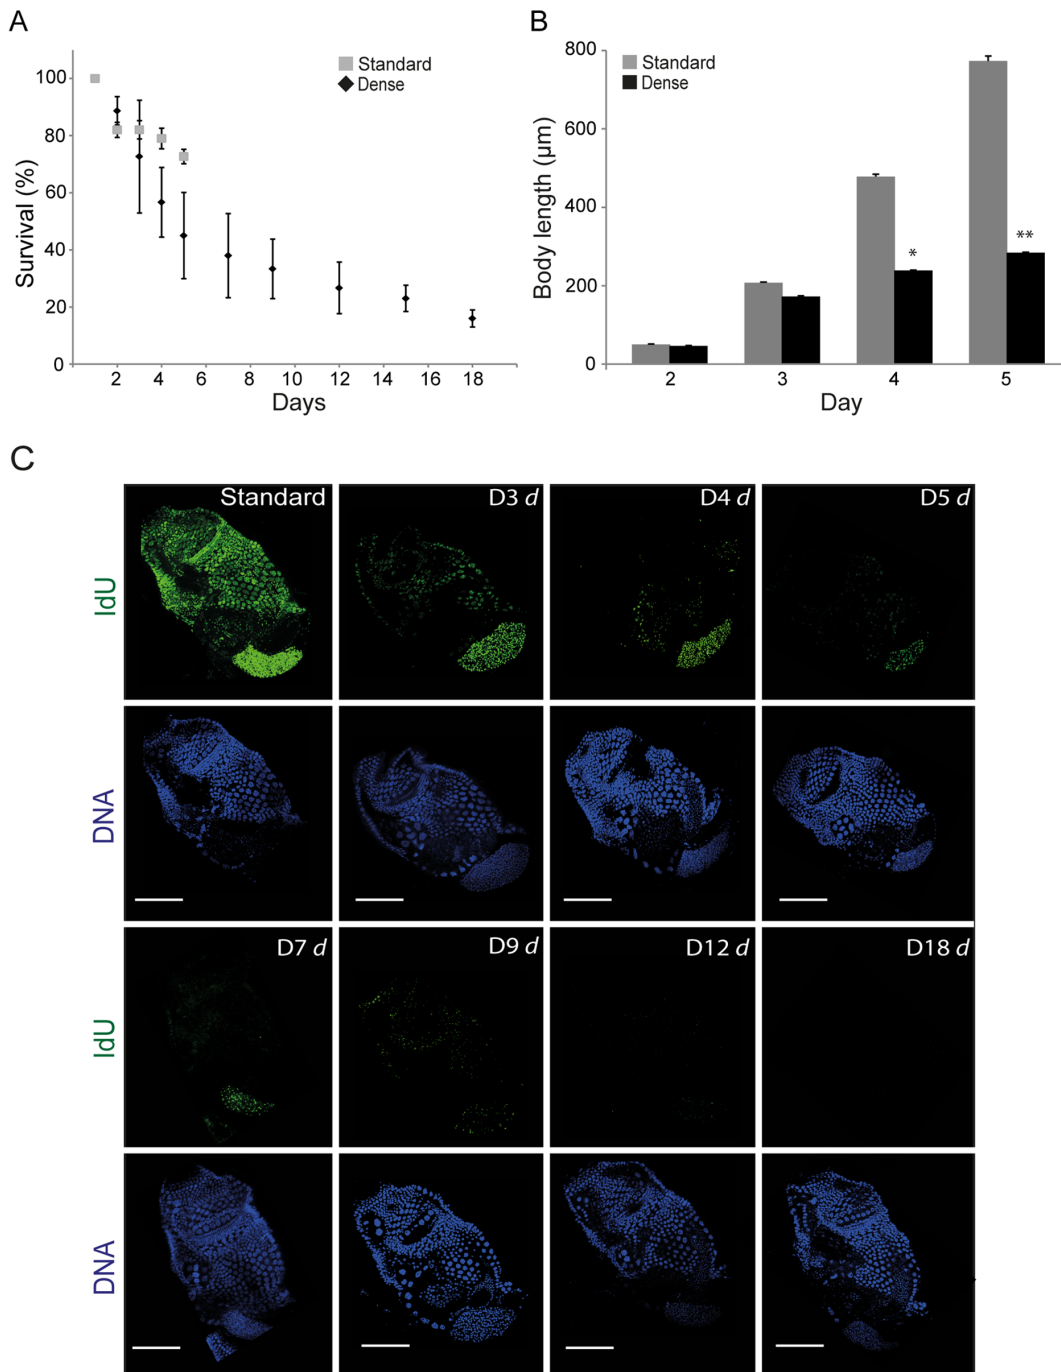 A
Standard
Dense
100
80
60
40
20
0
Survival (%)
2 4 6 8 10 12 14 16 18
Days
B
Standard
Dense
800
600
400
200
0
Body length (µm)
*
**
2 3 4 5
Day
C
Standard D3 d D4 d D5 d
IdU
DNA
D7 d D9 d D12 d D18 d
IdU
DNA